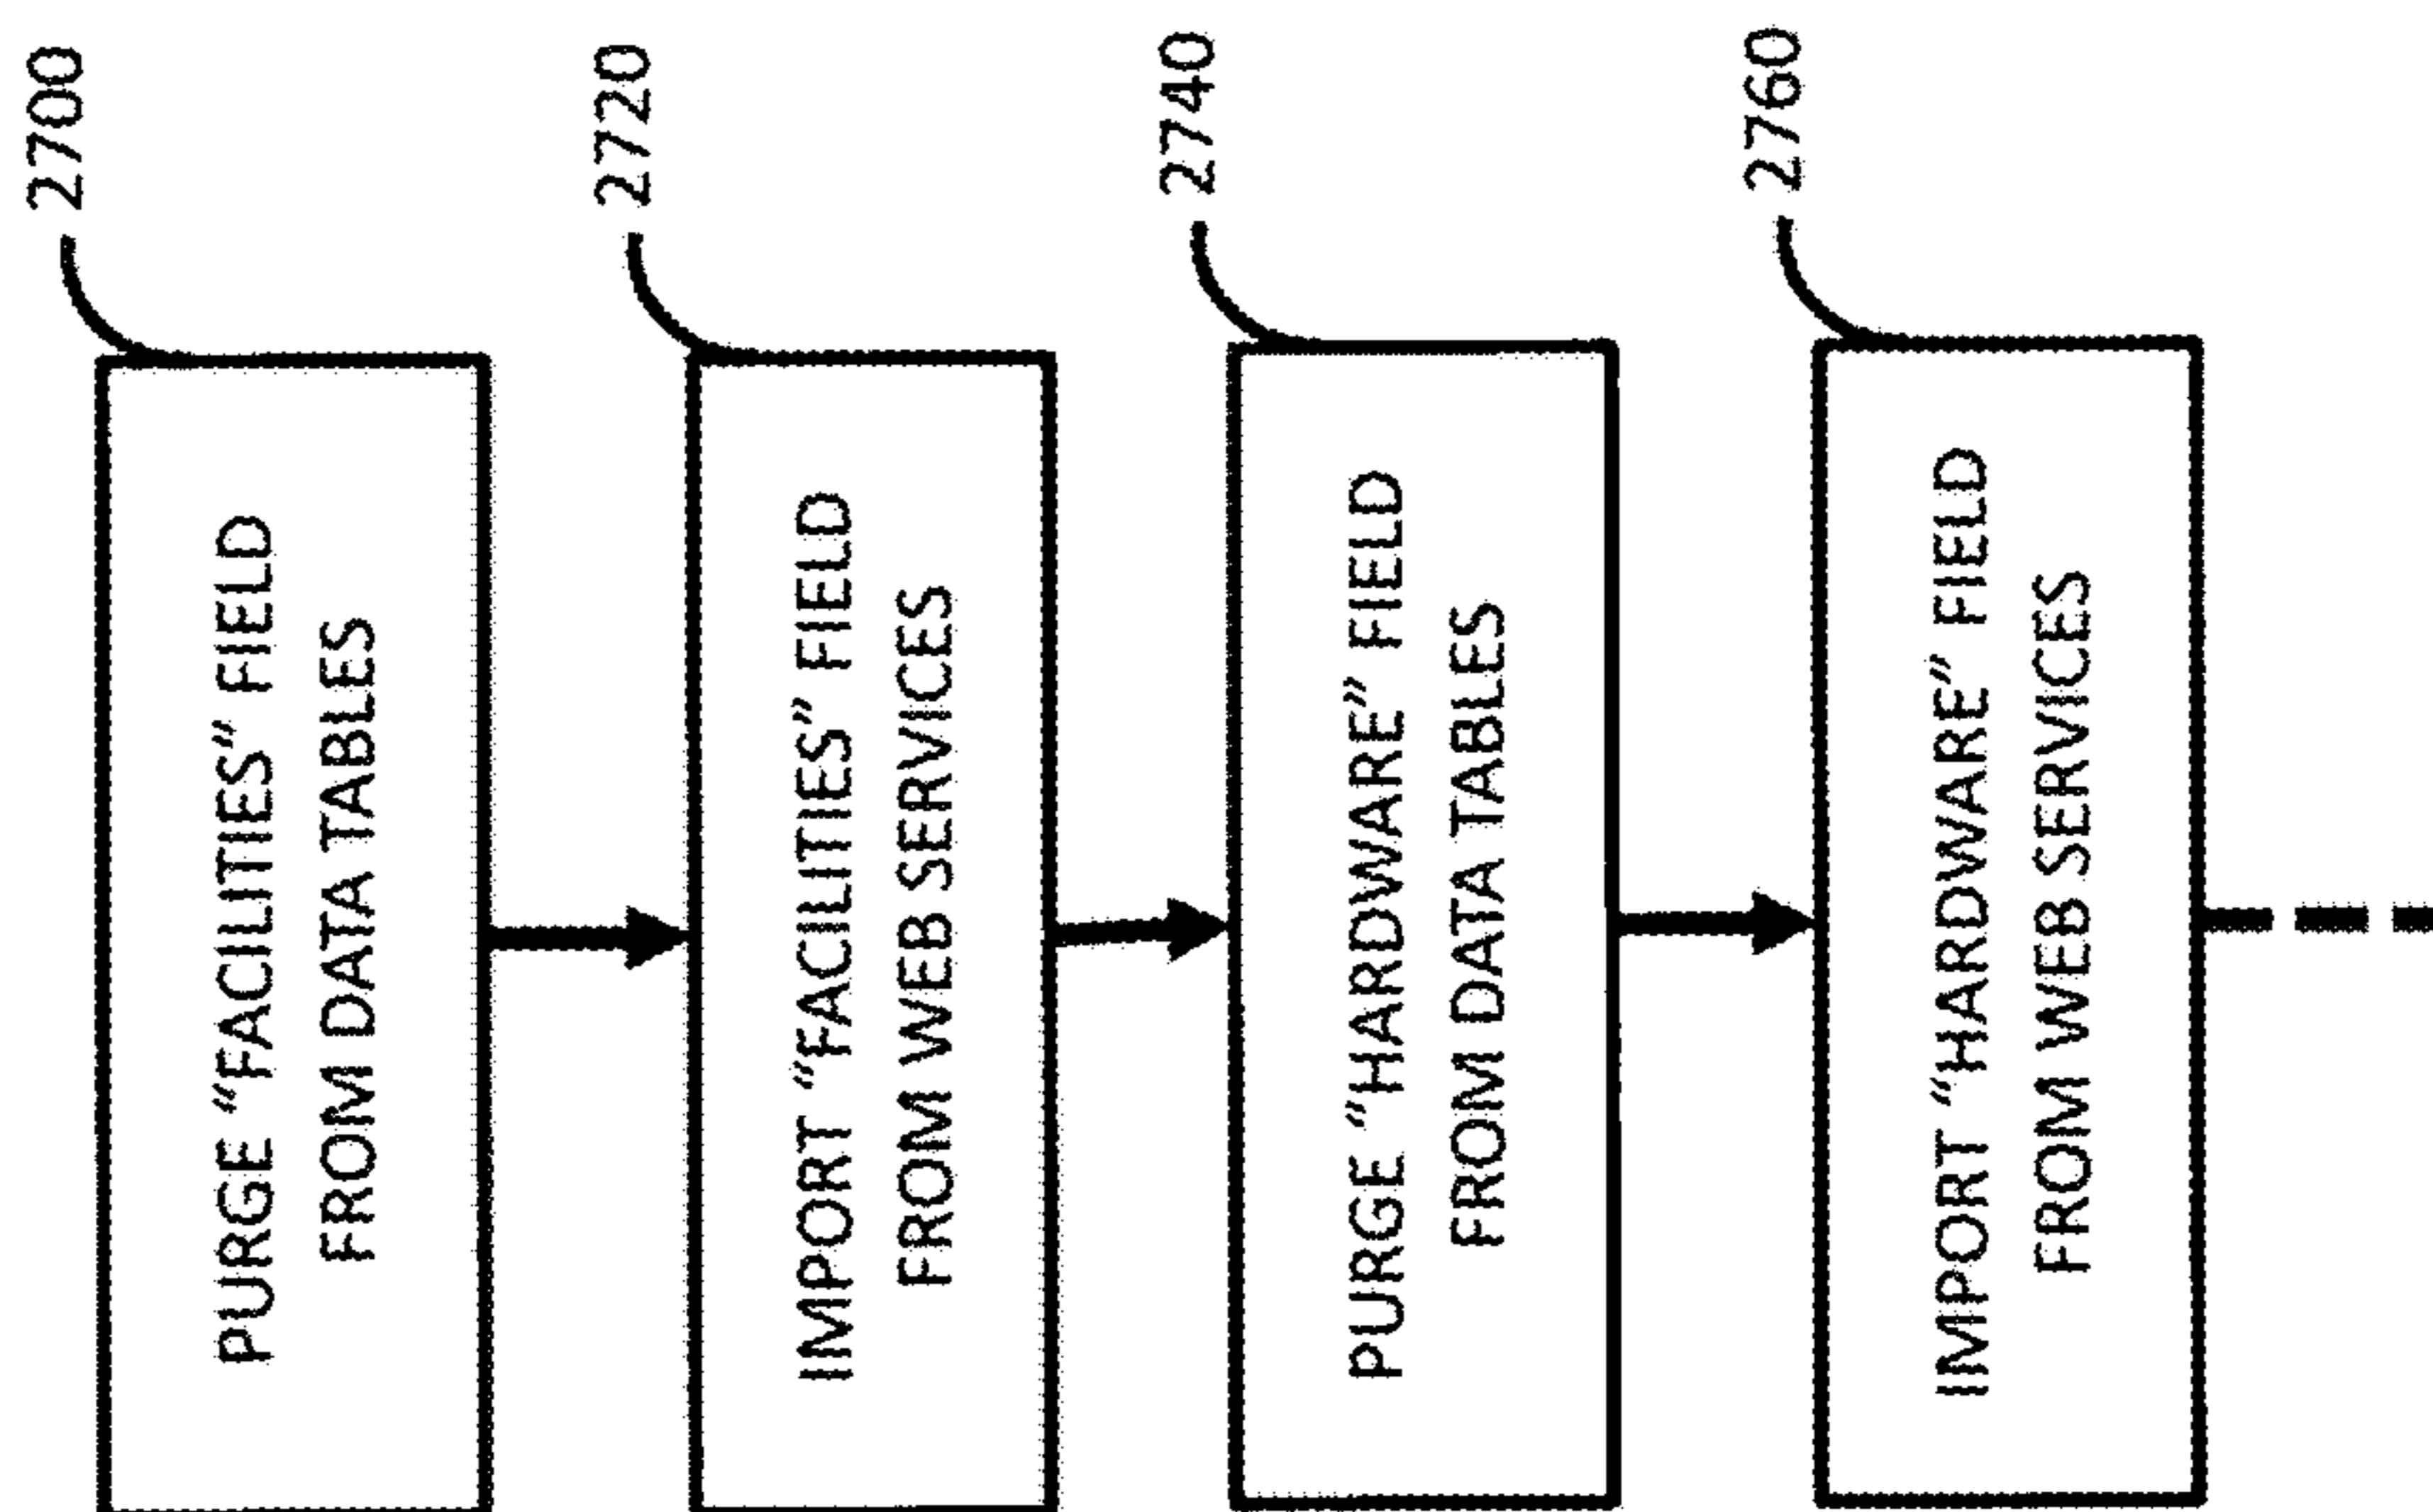 2700
PURGE “FACILITIES” FIELD
FROM DATA TABLES
2720
IMPORT “FACILITIES” FIELD
FROM WEB SERVICES
2740
PURGE “HARDWARE” FIELD
FROM DATA TABLES
2760
IMPORT “HARDWARE” FIELD
FROM WEB SERVICES